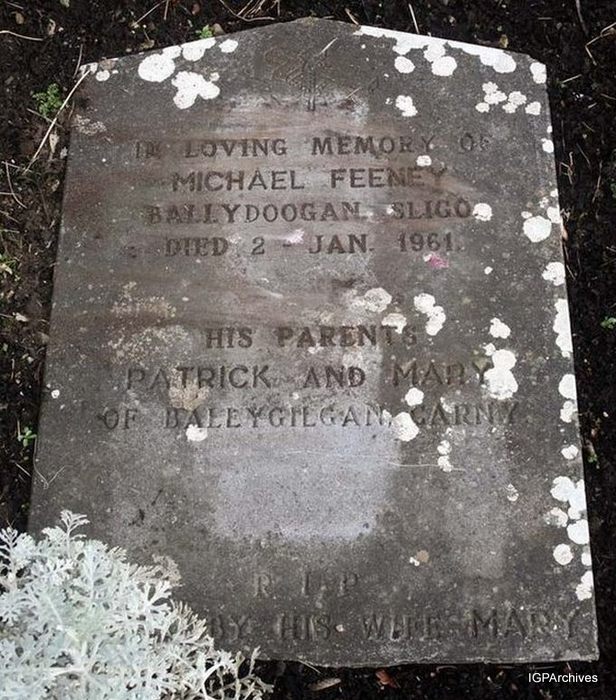 IN LOVING MEMORY OF
MICHAEL FEENEY
BALLYDOOGAN, SLIGO
DIED 2 - JAN. 1961.
HIS PARENTS
PATRICK AND MARY
OF BALLYGILGAN, CARNY
R.I.P.
BY HIS WIFE MARY
IGPArchives